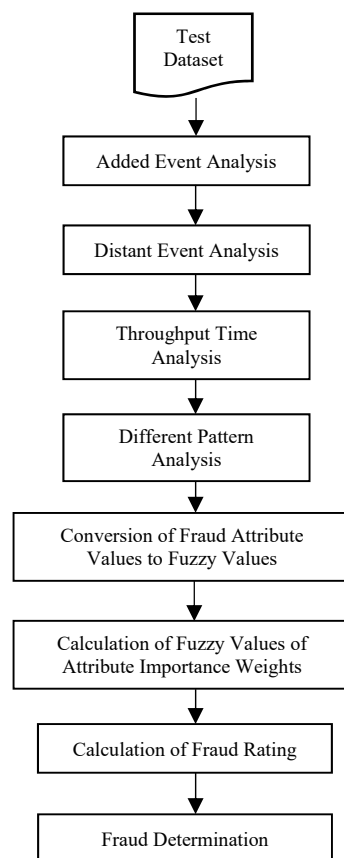 Test
Dataset
Added Event Analysis
Distant Event Analysis
Throughput Time
Analysis
Different Pattern
Analysis
Conversion of Fraud Attribute
Values to Fuzzy Values
Calculation of Fuzzy Values of
Attribute Importance Weights
Calculation of Fraud Rating
Fraud Determination